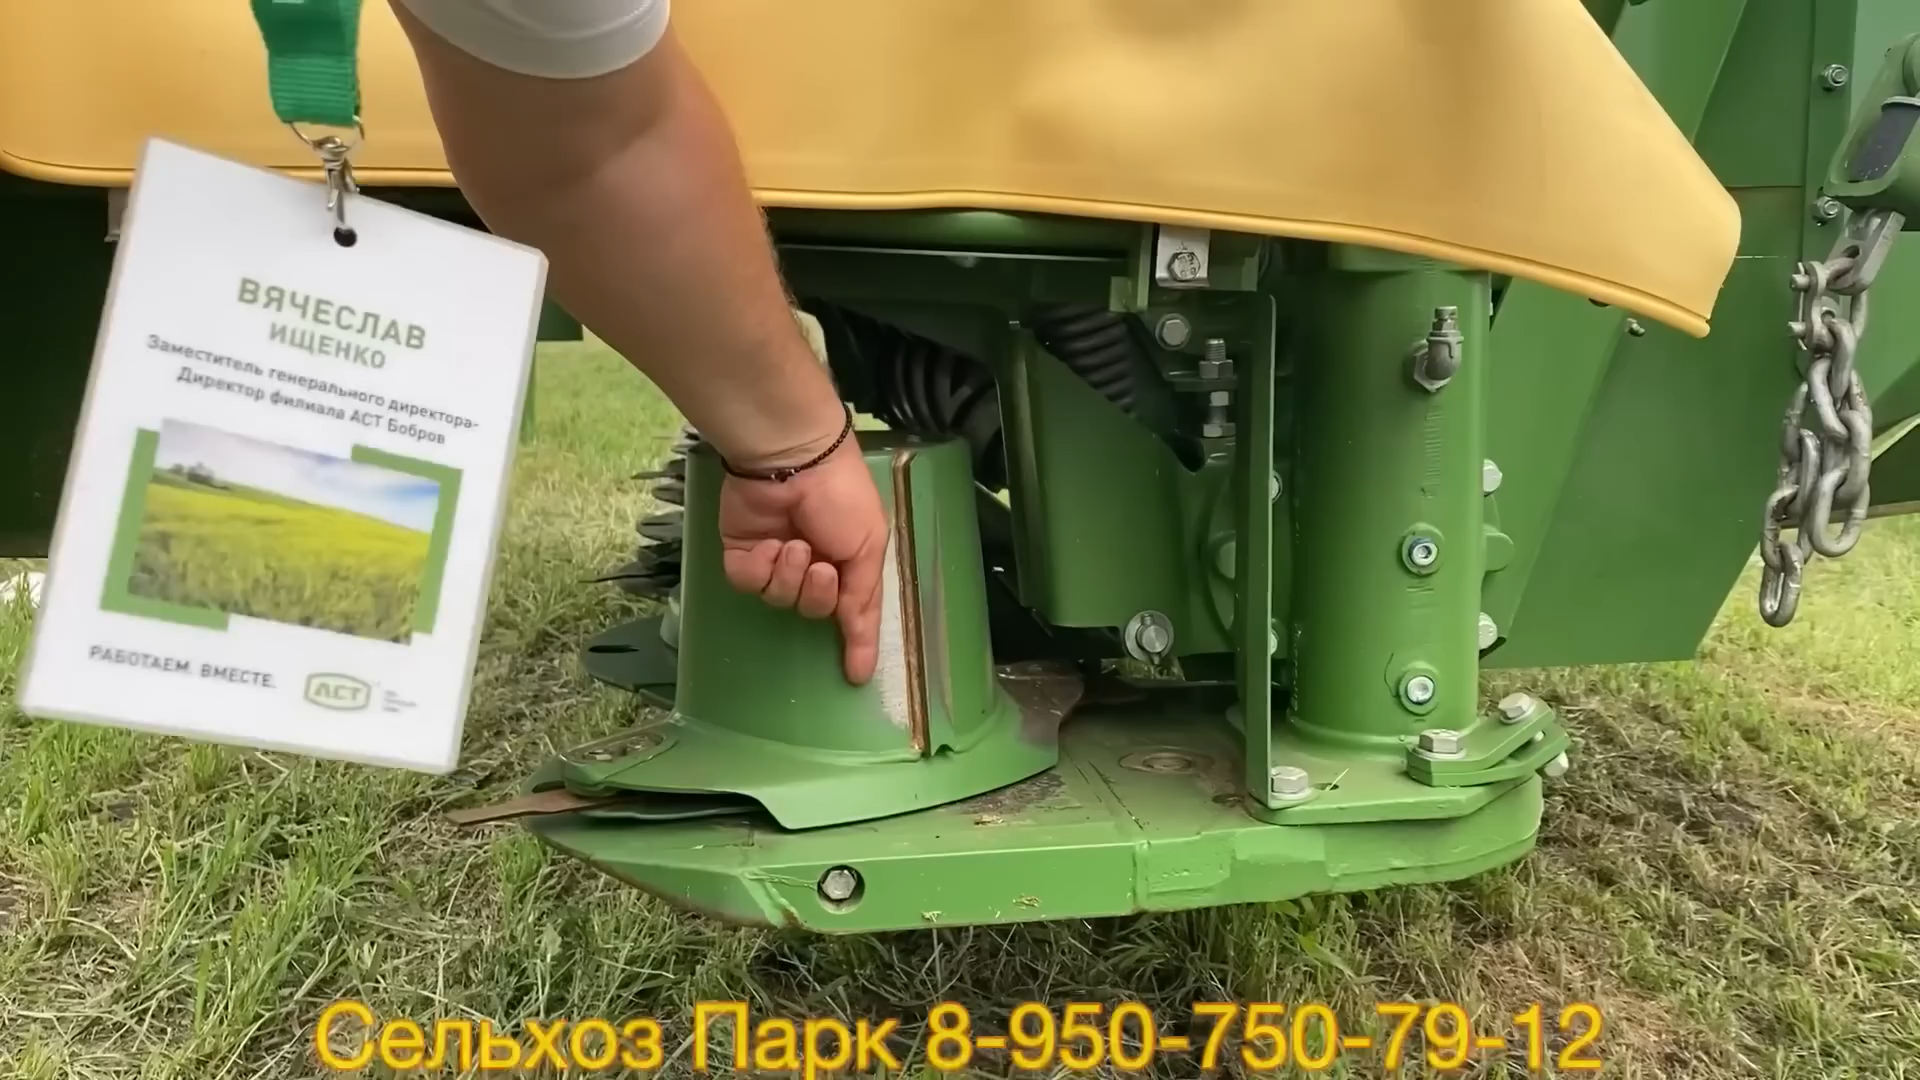 ВЯЧЕСЛАВ
ИЩЕНКО
Заместитель генерального директора-
Директор филиала АСТ Бобров
РАБОТАЕМ. ВМЕСТЕ.
АСТ
Сельхоз Парк 8-950-750-79-12